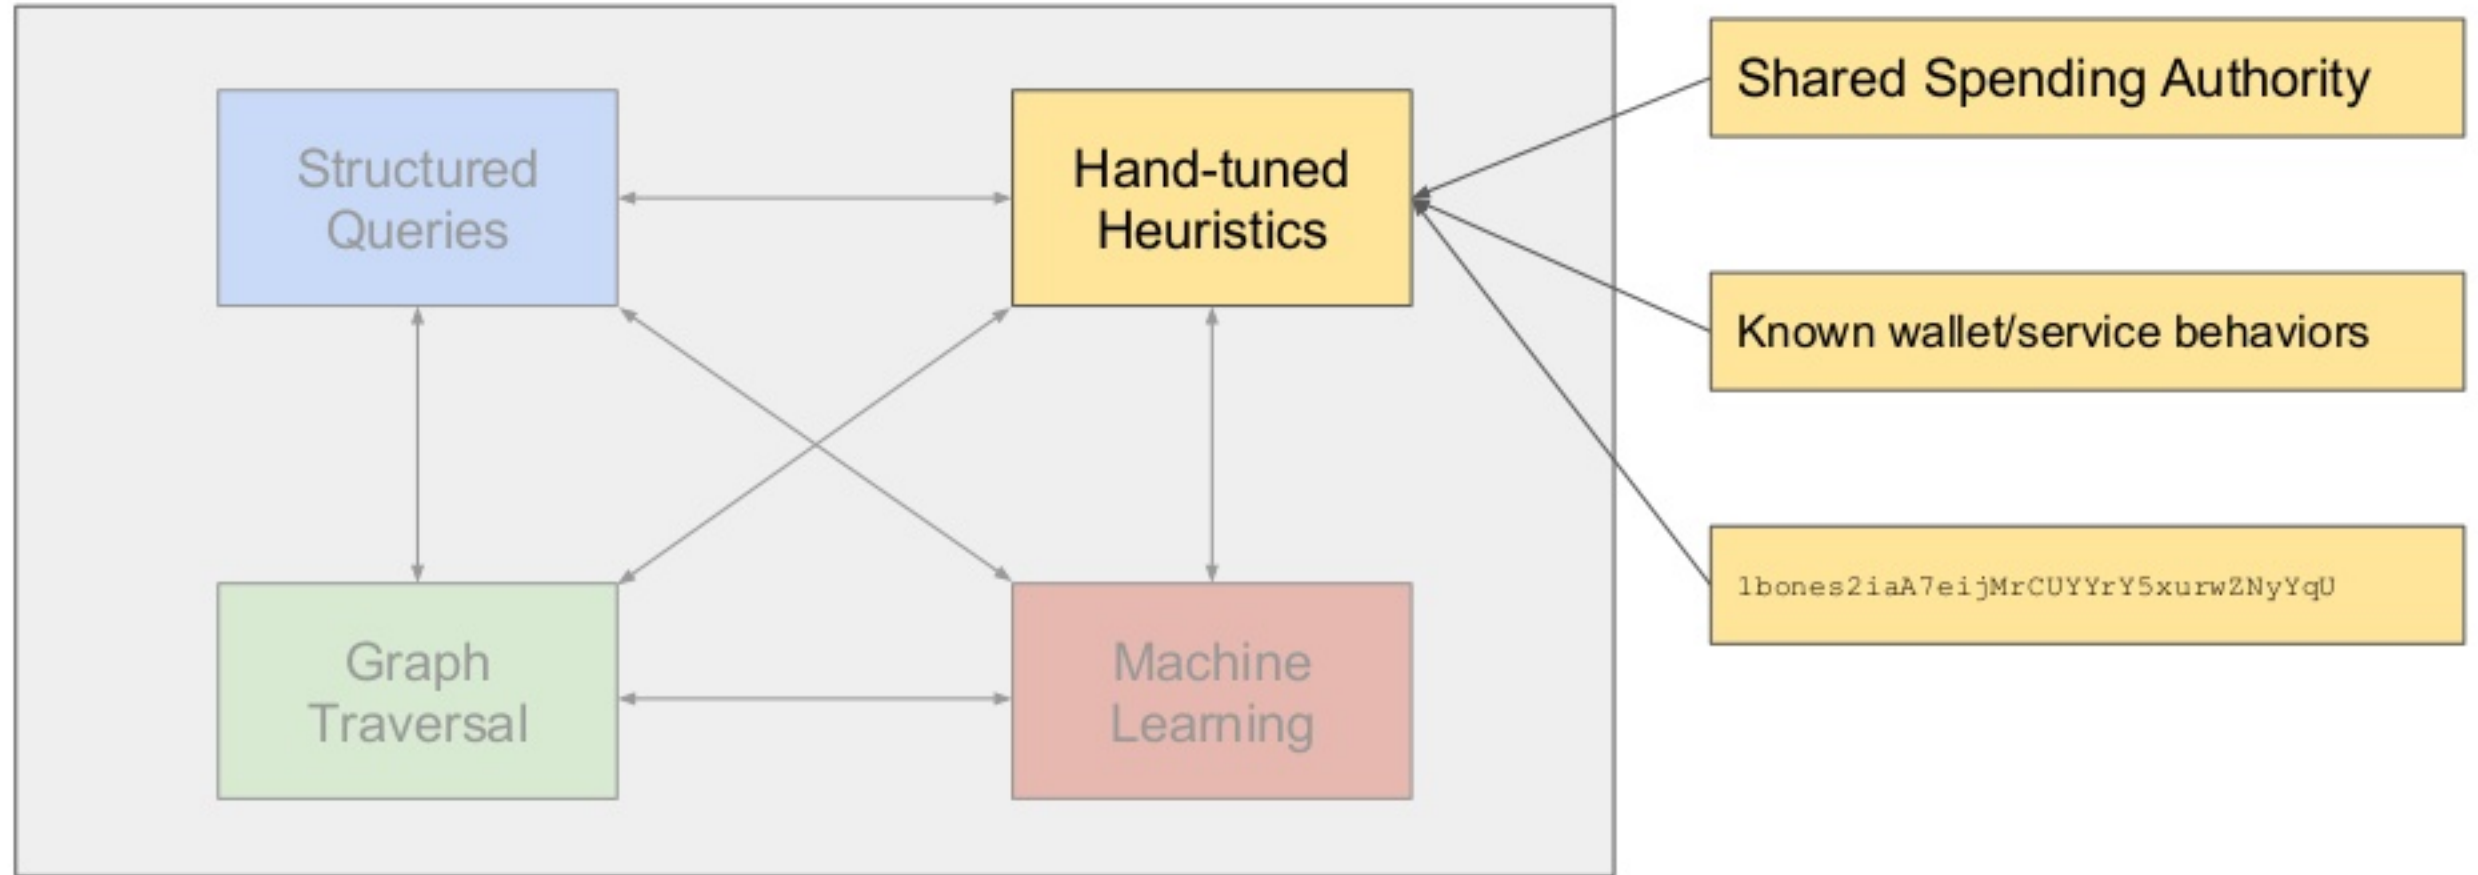 Structured
Queries
Hand-tuned
Heuristics
Graph
Traversal
Machine
Learning
Shared Spending Authority
Known wallet/service behaviors
1bones2iaA7eijMrCUYYrY5xurwZNyYqU